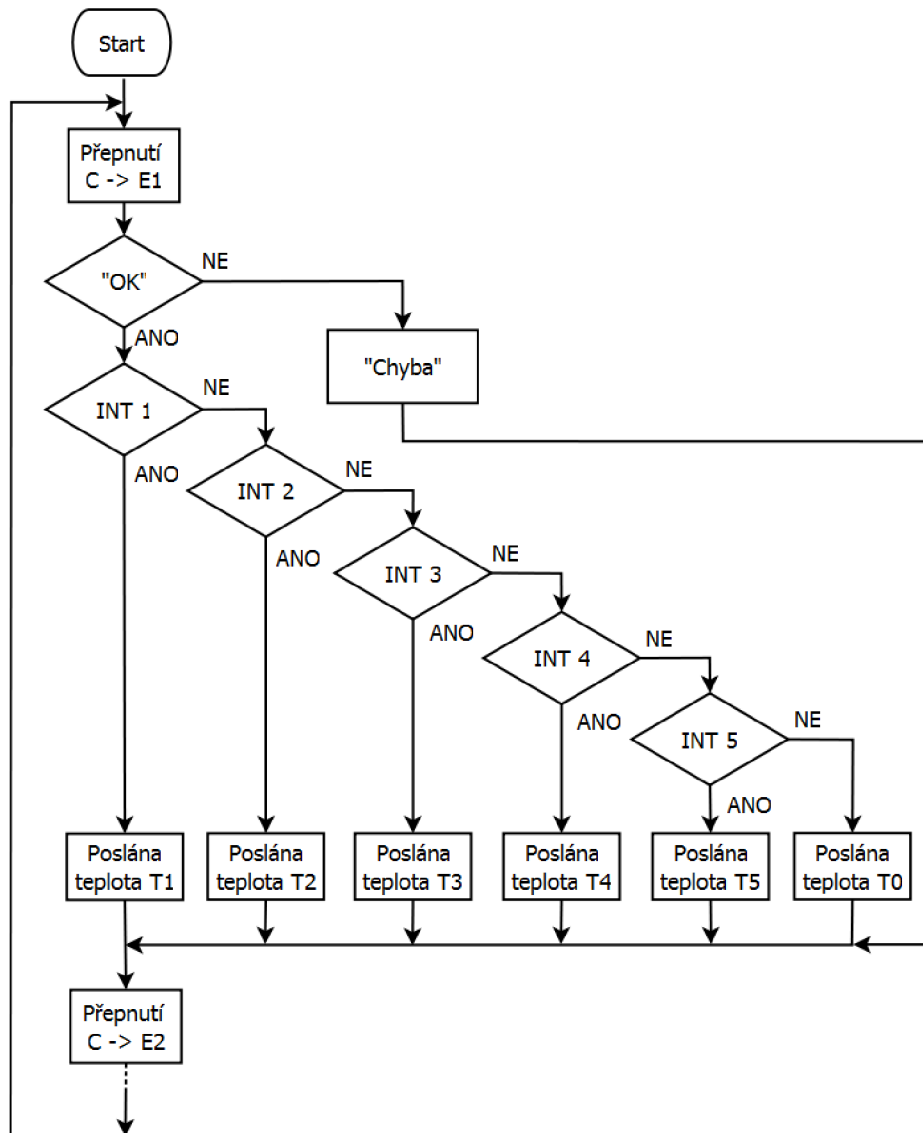 Start
Přepnutí
C -> E1
"OK"
NE
ANO
"Chyba"
INT 1
NE
ANO
INT 2
NE
ANO
INT 3
NE
ANO
INT 4
NE
ANO
INT 5
NE
ANO
Poslána
teplota T1
Poslána
teplota T2
Poslána
teplota T3
Poslána
teplota T4
Poslána
teplota T5
Poslána
teplota T0
Přepnutí
C -> E2